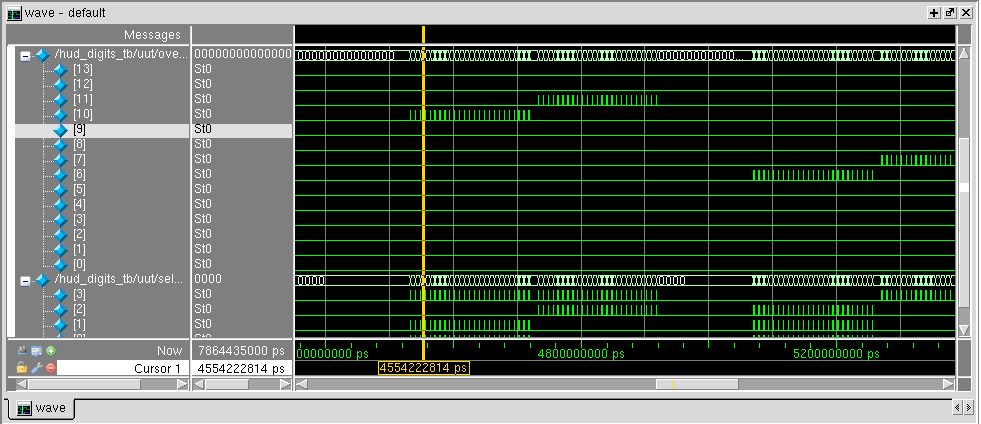 wave - default
Messages
/hud_digits_tb/uut/ove... 00000000000000
[13] St0
[12] St0
[11] St0
[10] St0
[9] St0
[8] St0
[7] St0
[6] St0
[5] St0
[4] St0
[3] St0
[2] St0
[1] St0
[0] St0
/hud_digits_tb/uut/sel... 0000 0000 0000
[3] St0
[2] St0
[1] St0
Now 7864435000 ps 00000000 ps 4800000000 ps 5200000000 ps
Cursor 1 4554222814 ps 4554222814 ps
wave